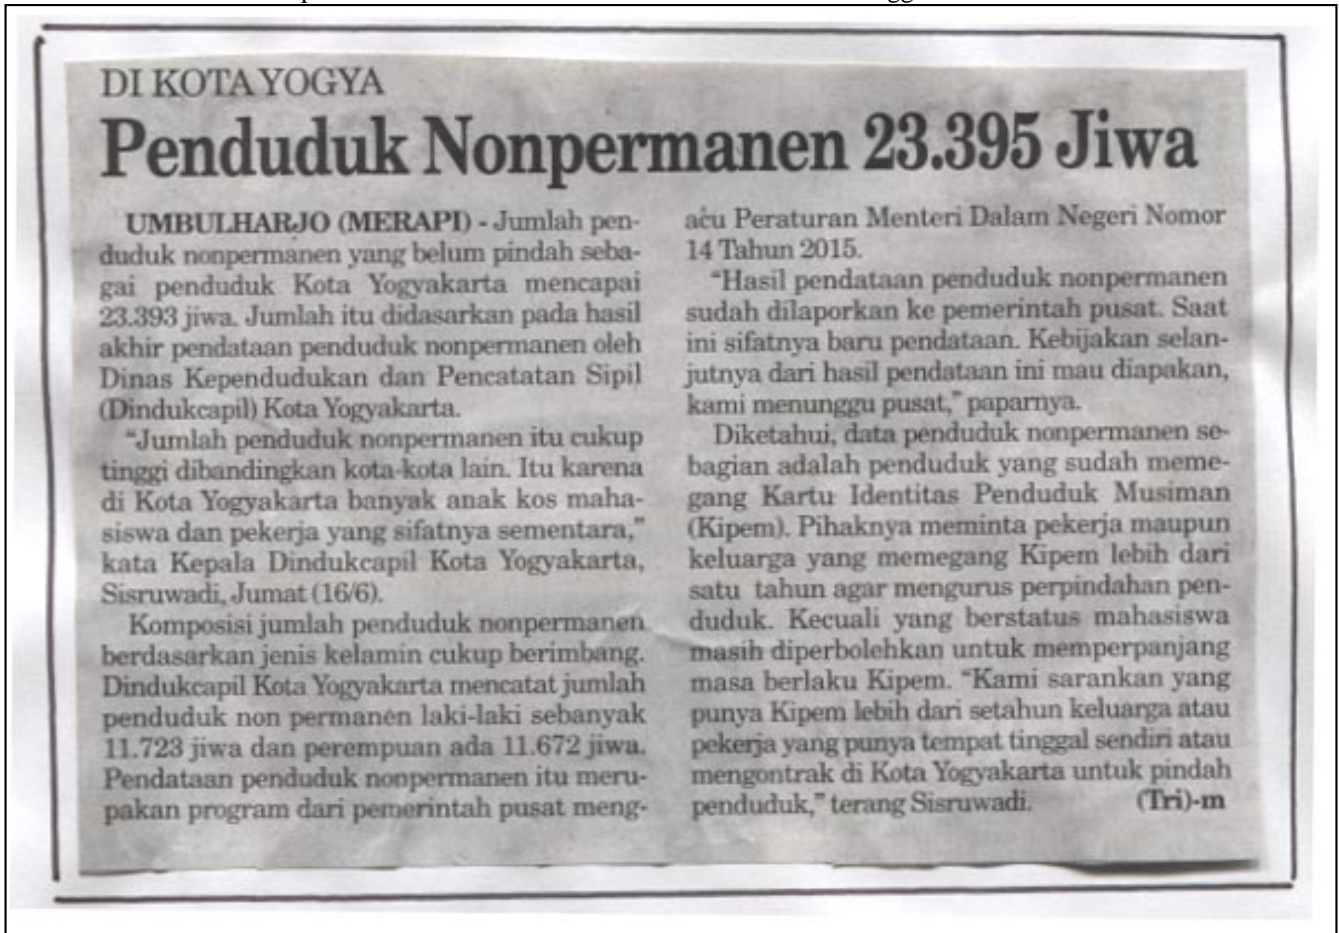 DI KOTA YOGYA
Penduduk Nonpermanen 23.395 Jiwa
UMBULHARJO (MERAPI) - Jumlah pen-
duduk nonpermanen yang belum pindah seba-
gai penduduk Kota Yogyakarta mencapai
23.393 jiwa. Jumlah itu didasarkan pada hasil
akhir pendataan penduduk nonpermanen oleh
Dinas Kependudukan dan Pencatatan Sipil
(Dindukcapil) Kota Yogyakarta.
"Jumlah penduduk nonpermanen itu cukup
tinggi dibandingkan kota-kota lain. Itu karena
di Kota Yogyakarta banyak anak kos maha-
siswa dan pekerja yang sifatnya sementara,"
kata Kepala Dindukcapil Kota Yogyakarta,
Sisruwadi, Jumat (16/6).
Komposisi jumlah penduduk nonpermanen
berdasarkan jenis kelamin cukup berimbang.
Dindukcapil Kota Yogyakarta mencatat jumlah
penduduk non permanen laki-laki sebanyak
11.723 jiwa dan perempuan ada 11.672 jiwa.
Pendataan penduduk nonpermanen itu meru-
pakan program dari pemerintah pusat meng-
acu Peraturan Menteri Dalam Negeri Nomor
14 Tahun 2015.
"Hasil pendataan penduduk nonpermanen
sudah dilaporkan ke pemerintah pusat. Saat
ini sifatnya baru pendataan. Kebijakan selan-
jutnya dari hasil pendataan ini mau diapakan,
kami menunggu pusat," paparnya.
Diketahui, data penduduk nonpermanen se-
bagian adalah penduduk yang sudah meme-
gang Kartu Identitas Penduduk Musiman
(Kipem). Pihaknya meminta pekerja maupun
keluarga yang memegang Kipem lebih dari
satu tahun agar mengurus perpindahan pen-
duduk. Kecuali yang berstatus mahasiswa
masih diperbolehkan untuk memperpanjang
masa berlaku Kipem. "Kami sarankan yang
punya Kipem lebih dari setahun keluarga atau
pekerja yang punya tempat tinggal sendiri atau
mengontrak di Kota Yogyakarta untuk pindah
penduduk," terang Sisruwadi. (Tri)-m